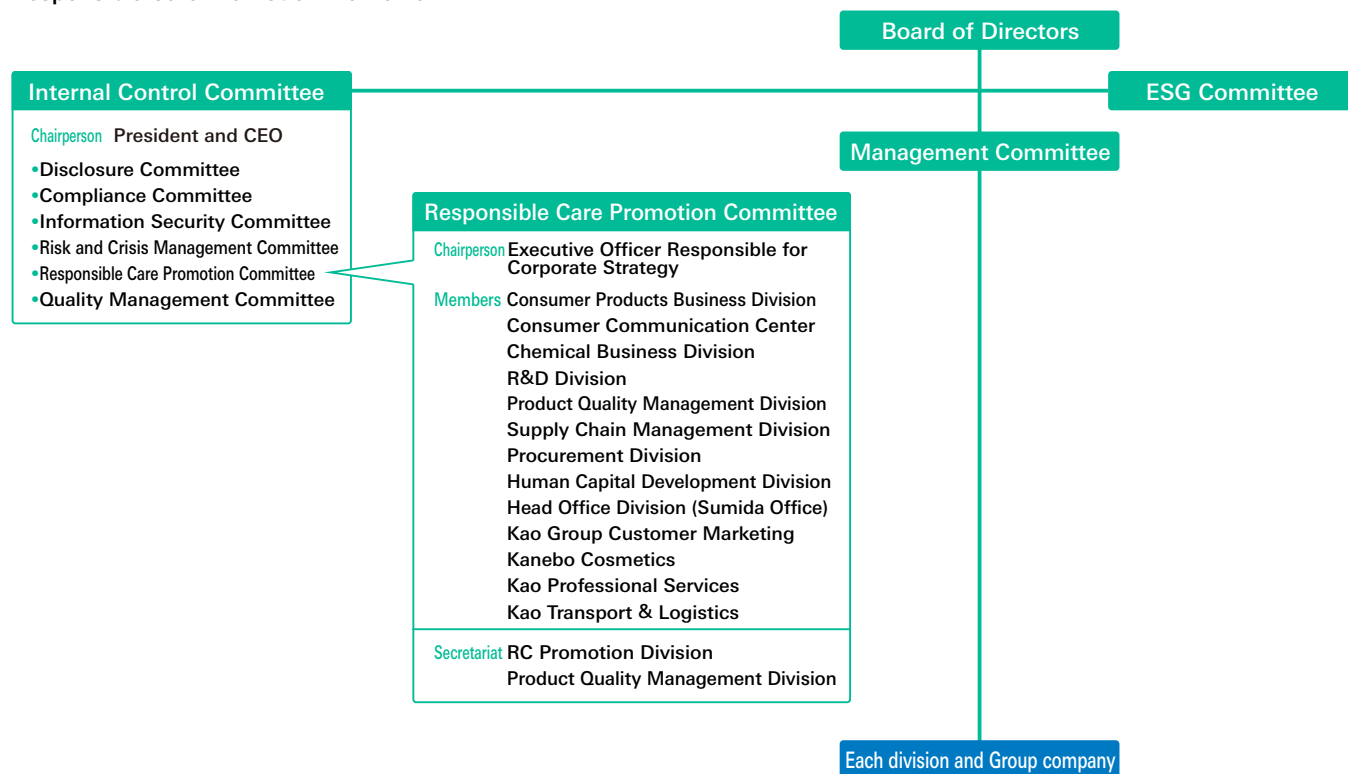 Board of Directors
Internal Control Committee
ESG Committee
Chairperson President and CEO
•Disclosure Committee
•Compliance Committee
•Information Security Committee
•Risk and Crisis Management Committee
•Responsible Care Promotion Committee
•Quality Management Committee
Management Committee
Responsible Care Promotion Committee
Chairperson Executive Officer Responsible for
Corporate Strategy
Members Consumer Products Business Division
Consumer Communication Center
Chemical Business Division
R&D Division
Product Quality Management Division
Supply Chain Management Division
Procurement Division
Human Capital Development Division
Head Office Division (Sumida Office)
Kao Group Customer Marketing
Kanebo Cosmetics
Kao Professional Services
Kao Transport & Logistics
Secretariat RC Promotion Division
Product Quality Management Division
Each division and Group company